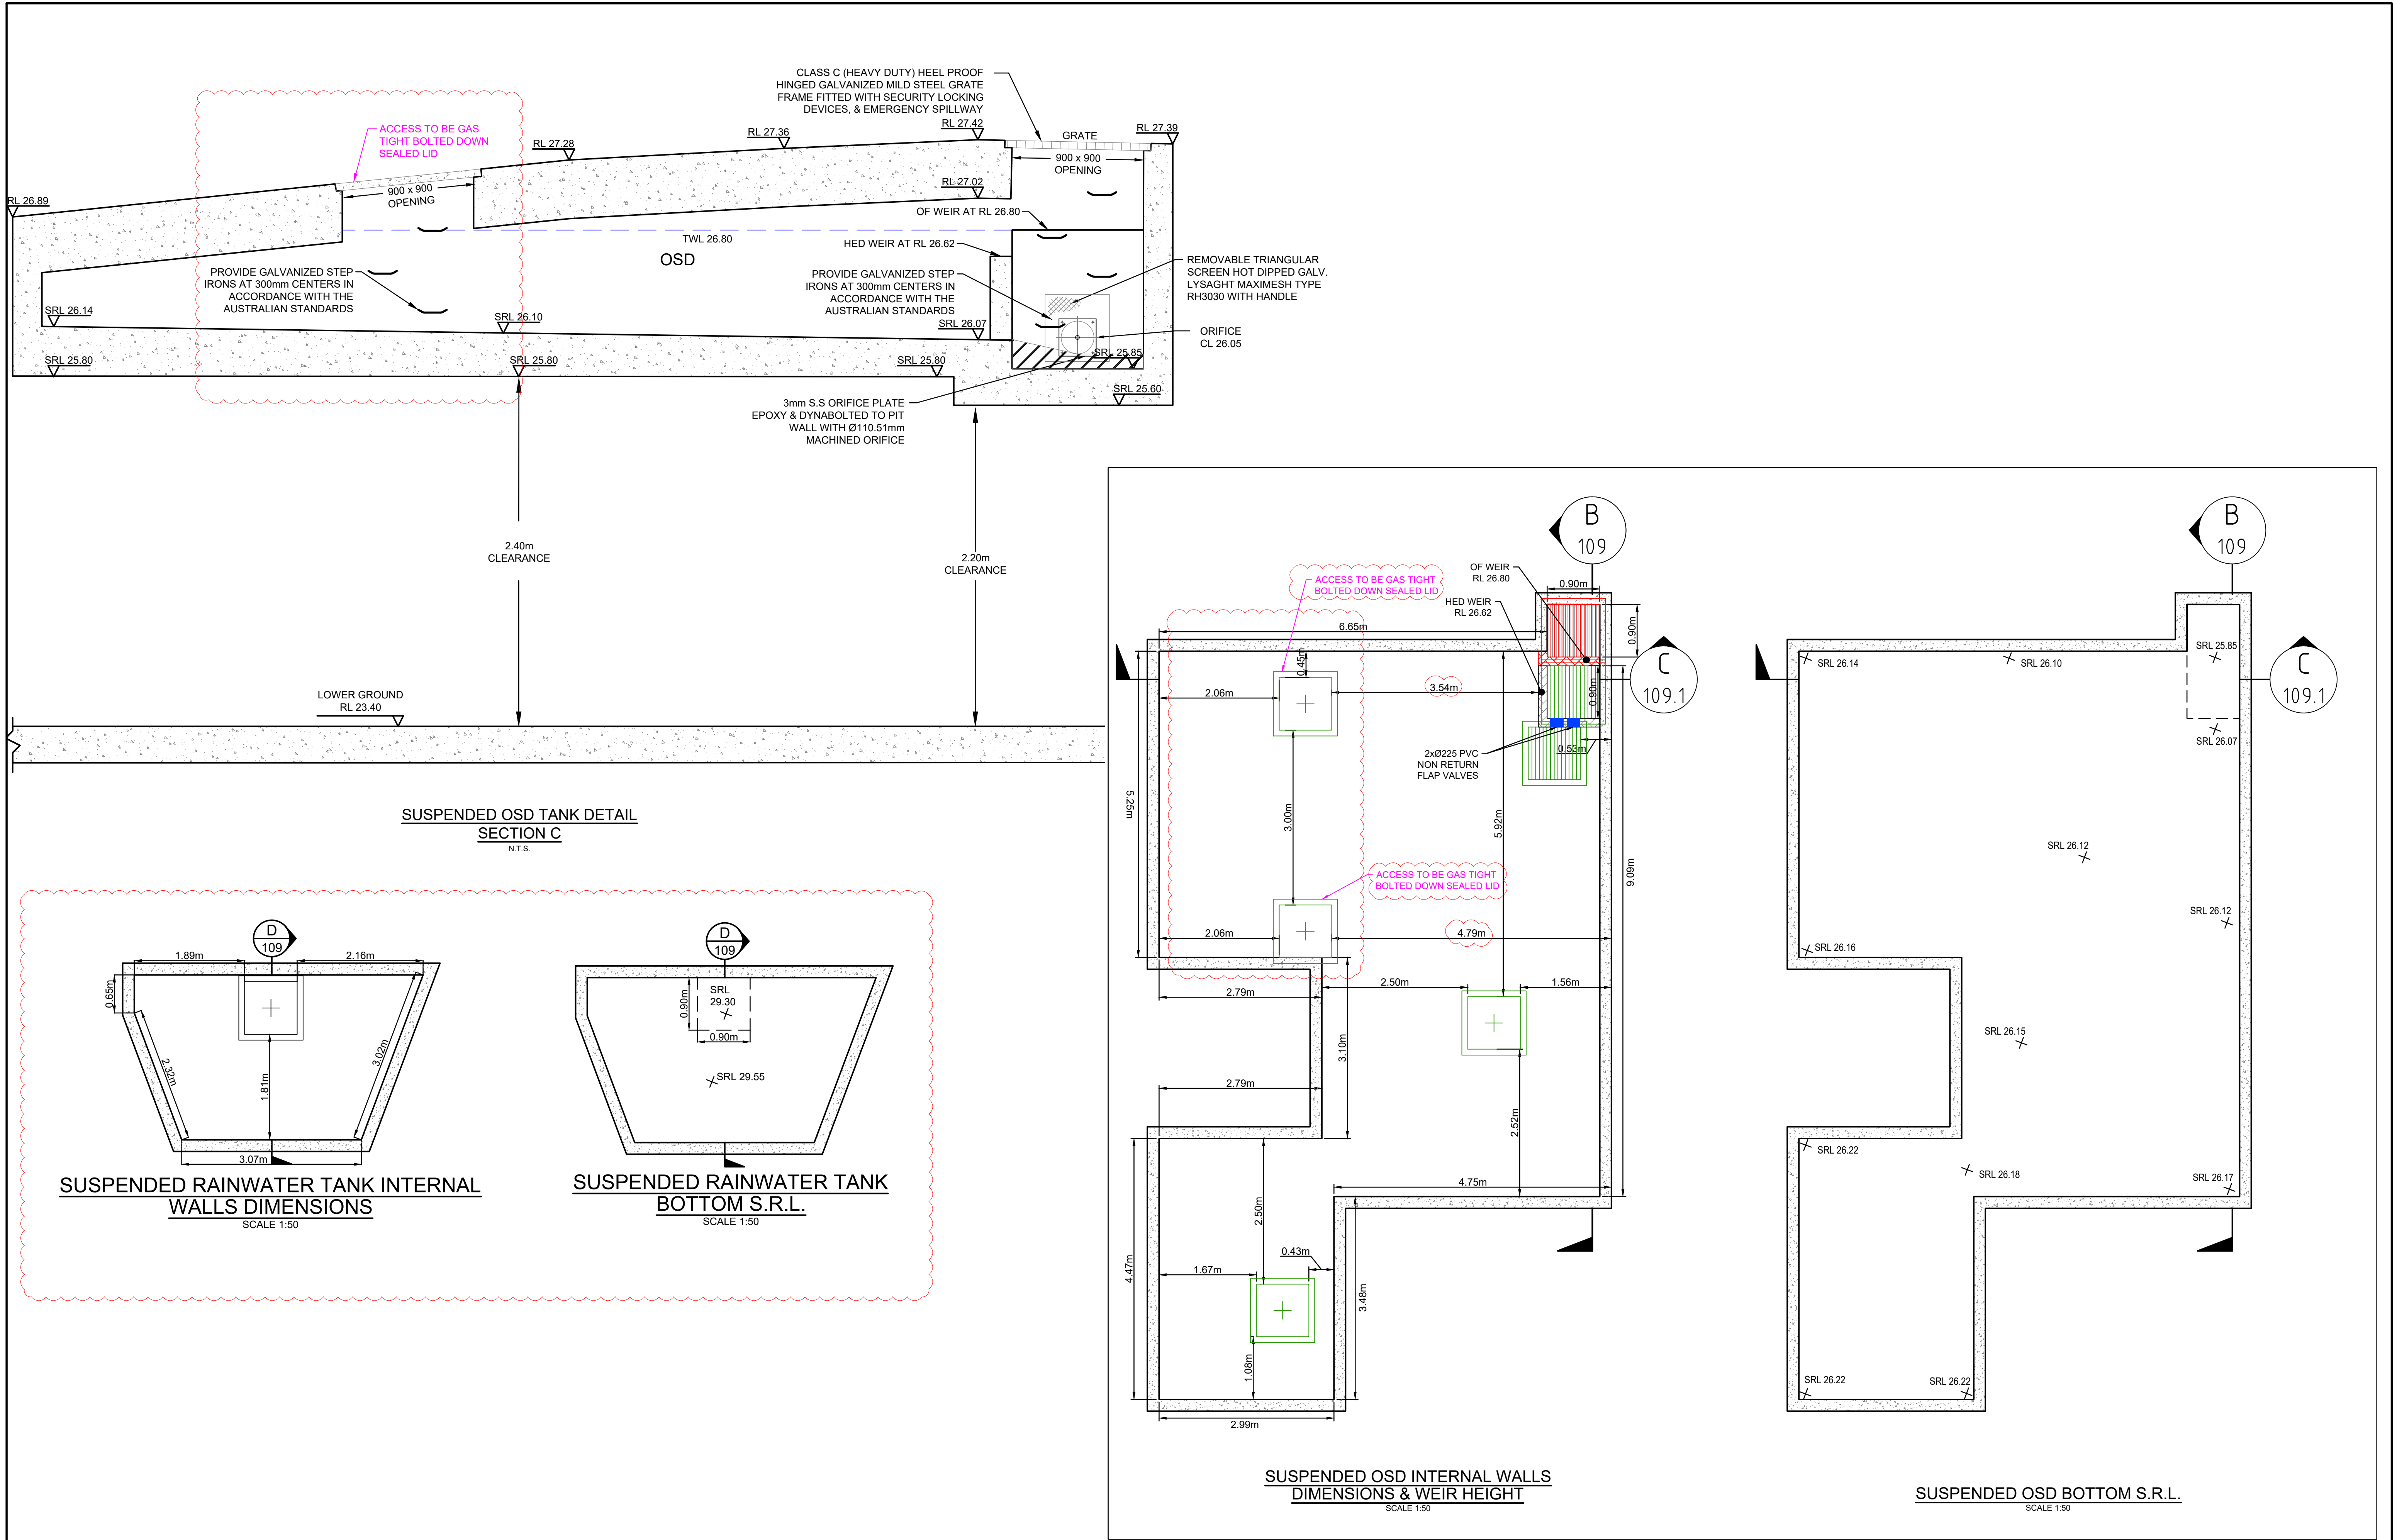 CLASS C (HEAVY DUTY) HEEL PROOF
HINGED GALVANIZED MILD STEEL GRATE
FRAME FITTED WITH SECURITY LOCKING
DEVICES, & EMERGENCY SPILLWAY
ACCESS TO BE GAS
TIGHT BOLTED DOWN
SEALED LID
RL 26.89
900 x 900
OPENING
RL 27.28
RL 27.36
RL 27.42
GRATE
RL 27.39
900 x 900
OPENING
RL 27.02
OF WEIR AT RL 26.80
TWL 26.80
OSD
HED WEIR AT RL 26.62
PROVIDE GALVANIZED STEP
IRONS AT 300mm CENTERS IN
ACCORDANCE WITH THE
AUSTRALIAN STANDARDS
PROVIDE GALVANIZED STEP
IRONS AT 300mm CENTERS IN
ACCORDANCE WITH THE
AUSTRALIAN STANDARDS
REMOVABLE TRIANGULAR
SCREEN HOT DIPPED GALV.
LYSAGHT MAXIMESH TYPE
RH3030 WITH HANDLE
ORIFICE
CL 26.05
SRL 26.14
SRL 26.10
SRL 26.07
SRL 25.85
SRL 25.80
SRL 25.80
SRL 25.80
SRL 25.60
3mm S.S ORIFICE PLATE
EPOXY & DYNABOLTED TO PIT
WALL WITH Ø110.51mm
MACHINED ORIFICE
2.40m
CLEARANCE
2.20m
CLEARANCE
LOWER GROUND
RL 23.40
SUSPENDED OSD TANK DETAIL
SECTION C
N.T.S.
D
109
1.89m
2.16m
0.65m
2.32m
1.81m
3.02m
3.07m
SUSPENDED RAINWATER TANK INTERNAL
WALLS DIMENSIONS
SCALE 1:50
D
109
SRL
29.30
0.90m
0.90m
SRL 29.55
SUSPENDED RAINWATER TANK
BOTTOM S.R.L.
SCALE 1:50
B
109
ACCESS TO BE GAS TIGHT
BOLTED DOWN SEALED LID
OF WEIR
RL 26.80
HED WEIR
RL 26.62
0.90m
0.90m
6.65m
0.45m
C
109.1
2.06m
3.54m
0.90m
2xØ225 PVC
NON RETURN
FLAP VALVES
0.53m
5.25m
3.00m
5.92m
9.09m
ACCESS TO BE GAS TIGHT
BOLTED DOWN SEALED LID
2.06m
4.79m
2.79m
2.50m
1.56m
3.10m
2.79m
2.52m
4.75m
2.50m
4.47m
0.43m
1.67m
3.48m
1.08m
2.99m
SUSPENDED OSD INTERNAL WALLS
DIMENSIONS & WEIR HEIGHT
SCALE 1:50
B
109
SRL 26.14
SRL 26.10
SRL 25.85
C
109.1
SRL 26.07
SRL 26.12
SRL 26.12
SRL 26.16
SRL 26.15
SRL 26.22
SRL 26.18
SRL 26.17
SRL 26.22
SRL 26.22
SUSPENDED OSD BOTTOM S.R.L.
SCALE 1:50